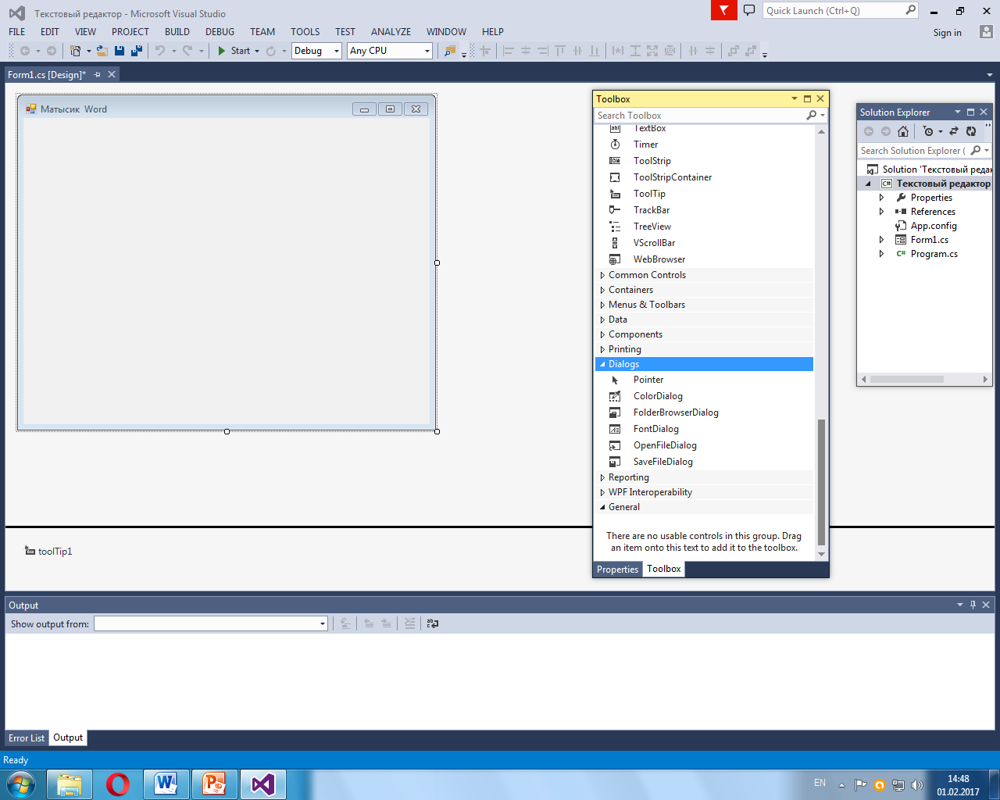 Текстовый редактор - Microsoft Visual Studio
Quick Launch (Ctrl+Q)
FILE EDIT VIEW PROJECT BUILD DEBUG TEAM TOOLS TEST ANALYZE WINDOW HELP
Sign in
Start Debug Any CPU
Form1.cs [Design]*
Матысик Word
toolTip1
Toolbox
Search Toolbox
TextBox
Timer
ToolStrip
ToolStripContainer
ToolTip
TrackBar
TreeView
VScrollBar
WebBrowser
Common Controls
Containers
Menus & Toolbars
Data
Components
Printing
Dialogs
Pointer
ColorDialog
FolderBrowserDialog
FontDialog
OpenFileDialog
SaveFileDialog
Reporting
WPF Interoperability
General
There are no usable controls in this group. Drag
an item onto this text to add it to the toolbox.
Properties Toolbox
Solution Explorer
Search Solution Explorer (
Solution 'Текстовый реда
C# Текстовый редактор
Properties
References
App.config
Form1.cs
C# Program.cs
Output
Show output from:
Error List Output
Ready
EN
14:48
01.02.2017